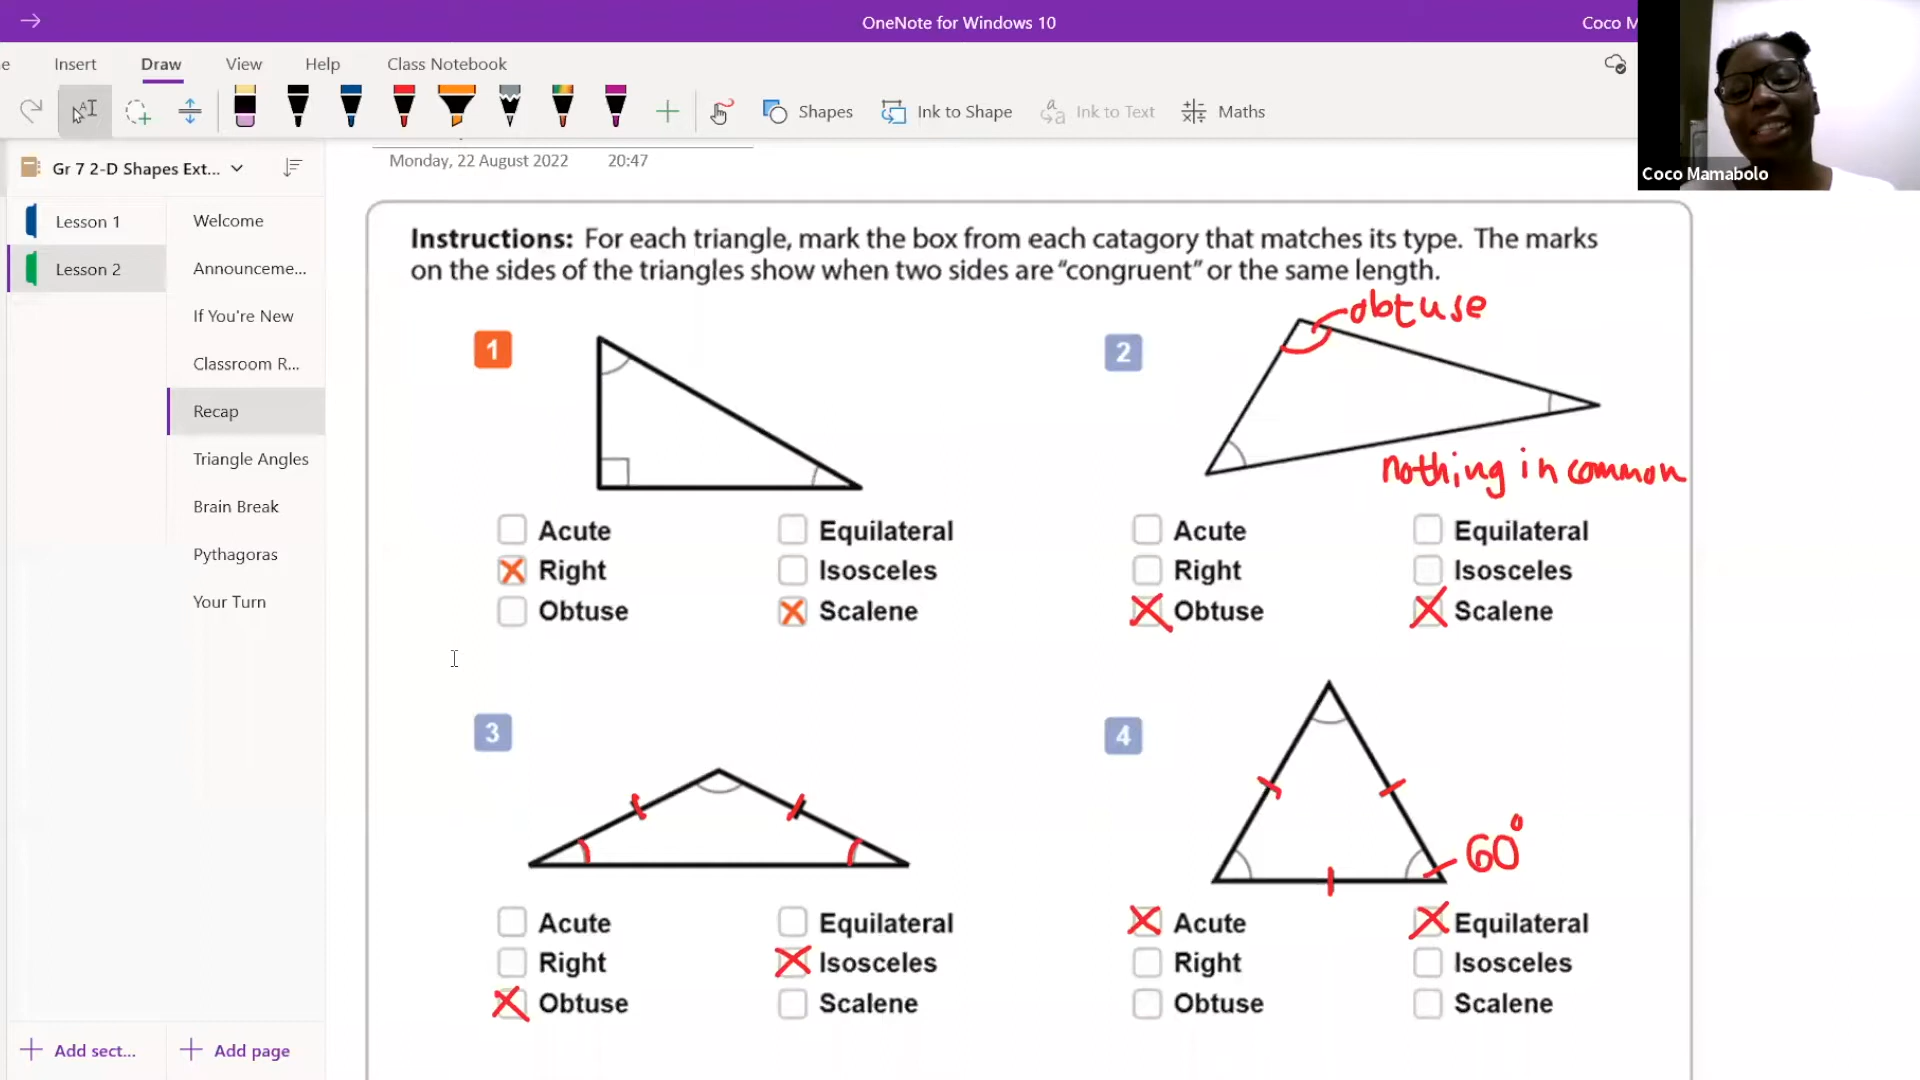 OneNote for Windows 10
Coco M
Insert Draw View Help Class Notebook
Shapes Ink to Shape Ink to Text Maths
Gr 7 2-D Shapes Ext...
Lesson 1
Lesson 2
Welcome
Announceme...
If You're New
Classroom R...
Recap
Triangle Angles
Brain Break
Pythagoras
Your Turn
Add sect...
Add page
Coco Mamabolo
Monday, 22 August 2022 20:47
Instructions: For each triangle, mark the box from each catagory that matches its type. The marks
on the sides of the triangles show when two sides are "congruent" or the same length.
1
Acute Equilateral
Right Isosceles
Obtuse Scalene
2
obtuse
nothing in common
Acute Equilateral
Right Isosceles
Obtuse Scalene
3
Acute Equilateral
Right Isosceles
Obtuse Scalene
4
60°
Acute Equilateral
Right Isosceles
Obtuse Scalene